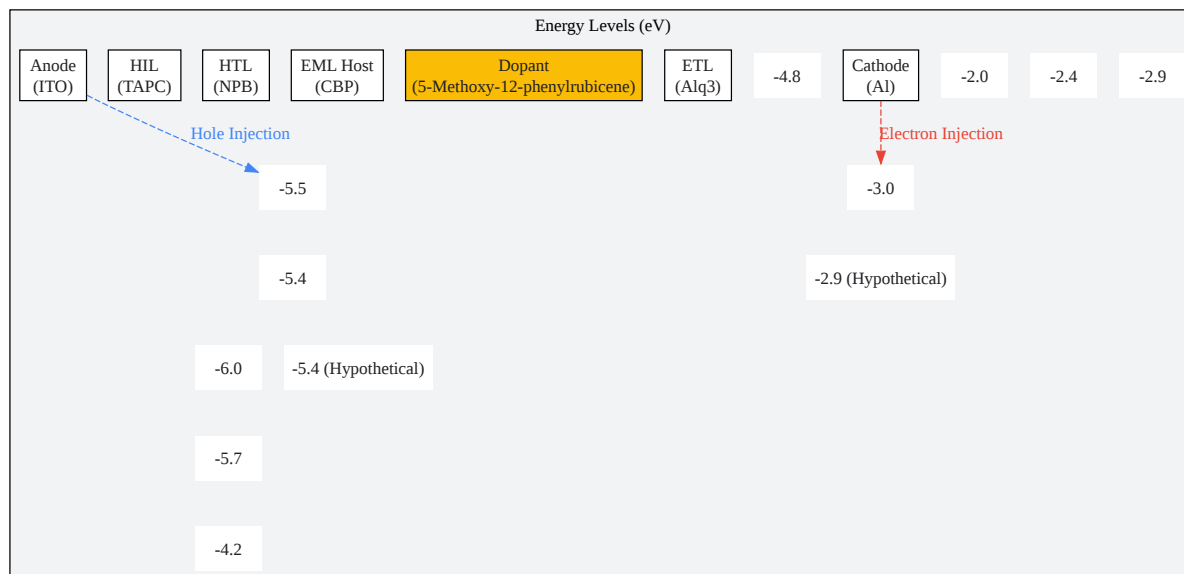 Energy Levels (eV)
Anode
(ITO)
HIL
(TAPC)
HTL
(NPB)
EML Host
(CBP)
Dopant
(5-Methoxy-12-phenylrubicene)
ETL
(Alq3)
-4.8
Cathode
(Al)
-2.0
-2.4
-2.9
Hole Injection
Electron Injection
-5.5
-3.0
-5.4
-2.9 (Hypothetical)
-6.0
-5.4 (Hypothetical)
-5.7
-4.2